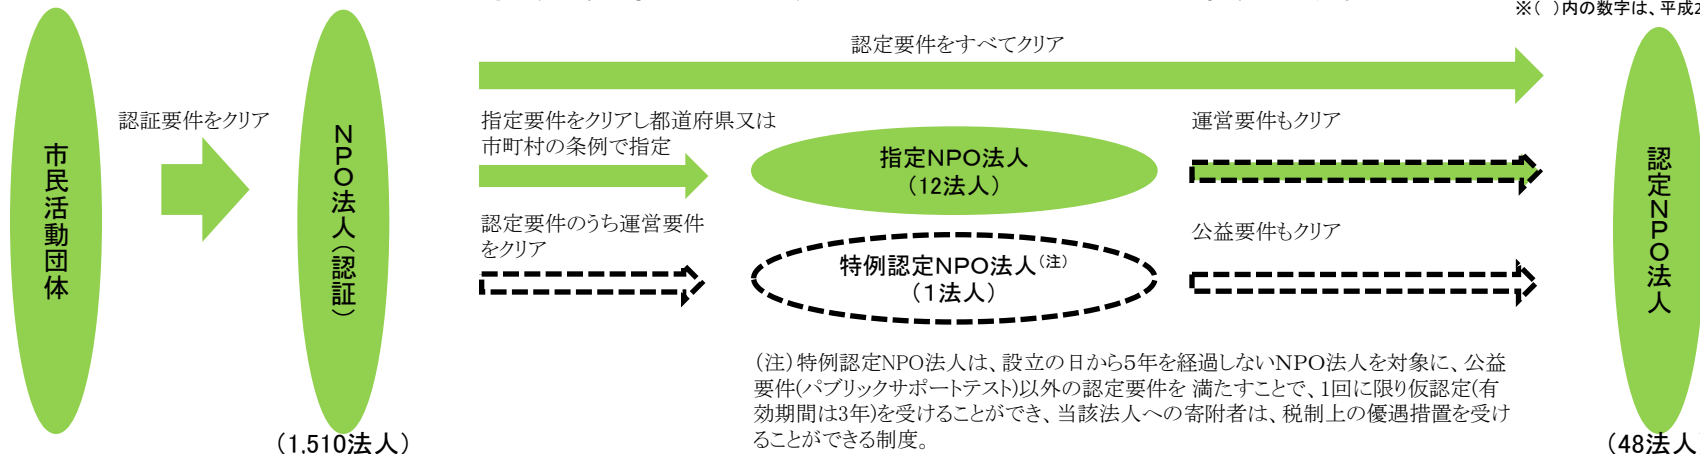 ※( )内の数字は、平成2
認定要件をすべてクリア
認証要件をクリア
指定要件をクリアし都道府県又は
市町村の条例で指定
運営要件もクリア
市民活動団体
NPO法人(認証)
指定NPO法人
(12法人)
認定NPO法人
認定要件のうち運営要件
をクリア
公益要件もクリア
特例認定NPO法人(注)
(1法人)
(注)特例認定NPO法人は、設立の日から5年を経過しないNPO法人を対象に、公益
要件(パブリックサポートテスト)以外の認定要件を 満たすことで、1回に限り仮認定(有
効期間は3年)を受けることができ、当該法人への寄附者は、税制上の優遇措置を受け
ることができる制度。
(1,510法人)
(48法人